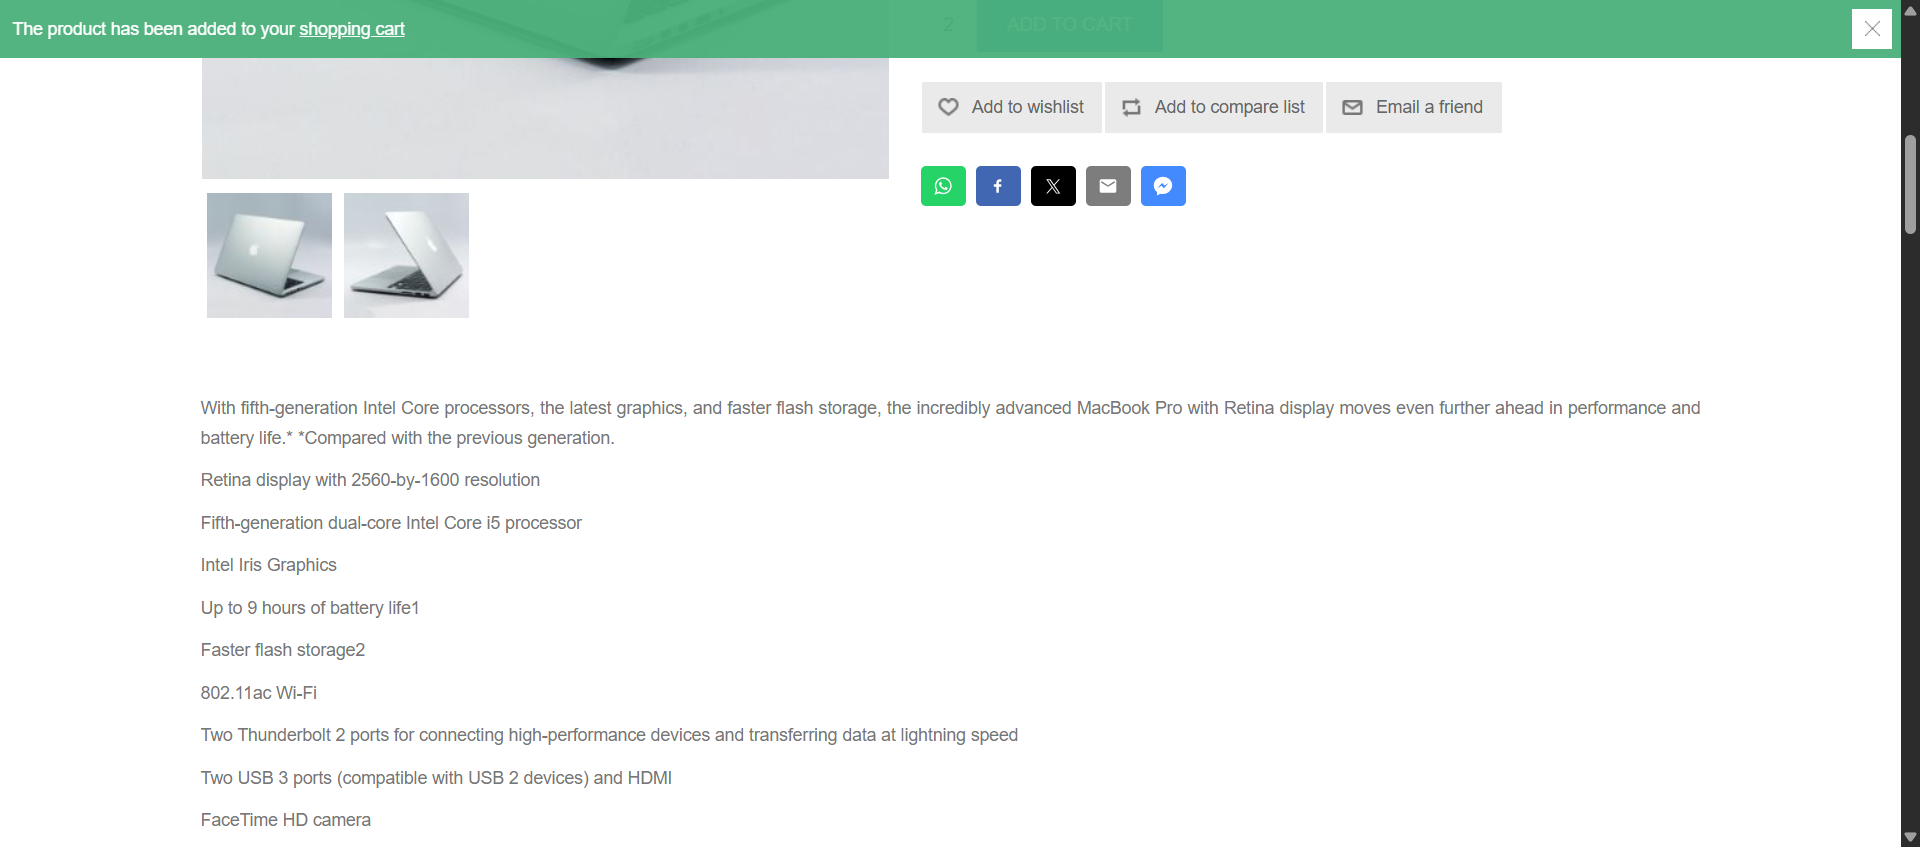 The product has been added to your shopping cart
2
ADD TO CART
Add to wishlist
Add to compare list
Email a friend
With fifth-generation Intel Core processors, the latest graphics, and faster flash storage, the incredibly advanced MacBook Pro with Retina display moves even further ahead in performance and
battery life.* *Compared with the previous generation.
Retina display with 2560-by-1600 resolution
Fifth-generation dual-core Intel Core i5 processor
Intel Iris Graphics
Up to 9 hours of battery life1
Faster flash storage2
802.11ac Wi-Fi
Two Thunderbolt 2 ports for connecting high-performance devices and transferring data at lightning speed
Two USB 3 ports (compatible with USB 2 devices) and HDMI
FaceTime HD camera